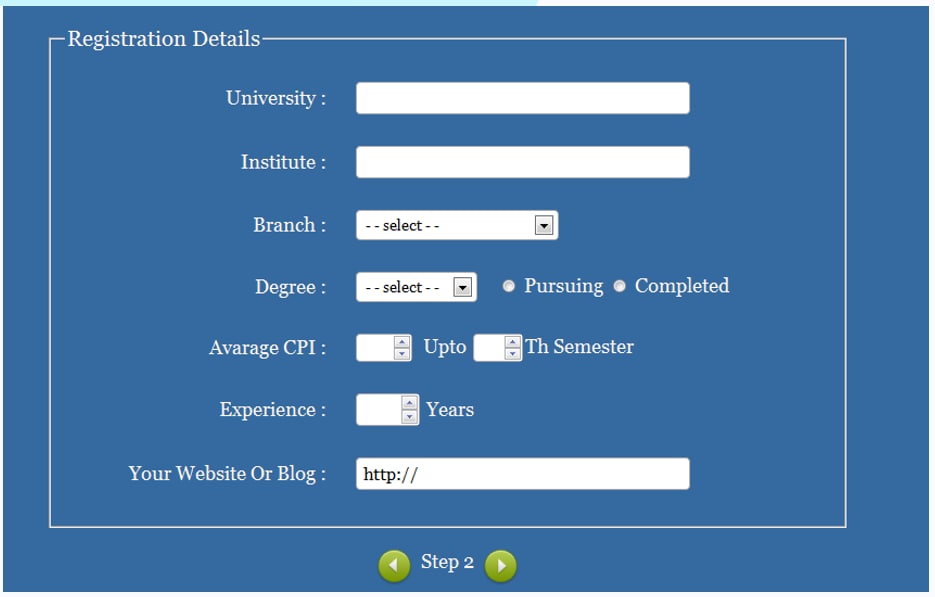 Registration Details
University :
Institute :
Branch : - - select - -
Degree : - - select - - Pursuing Completed
Avarage CPI : Upto Th Semester
Experience : Years
Your Website Or Blog : http://
Step 2